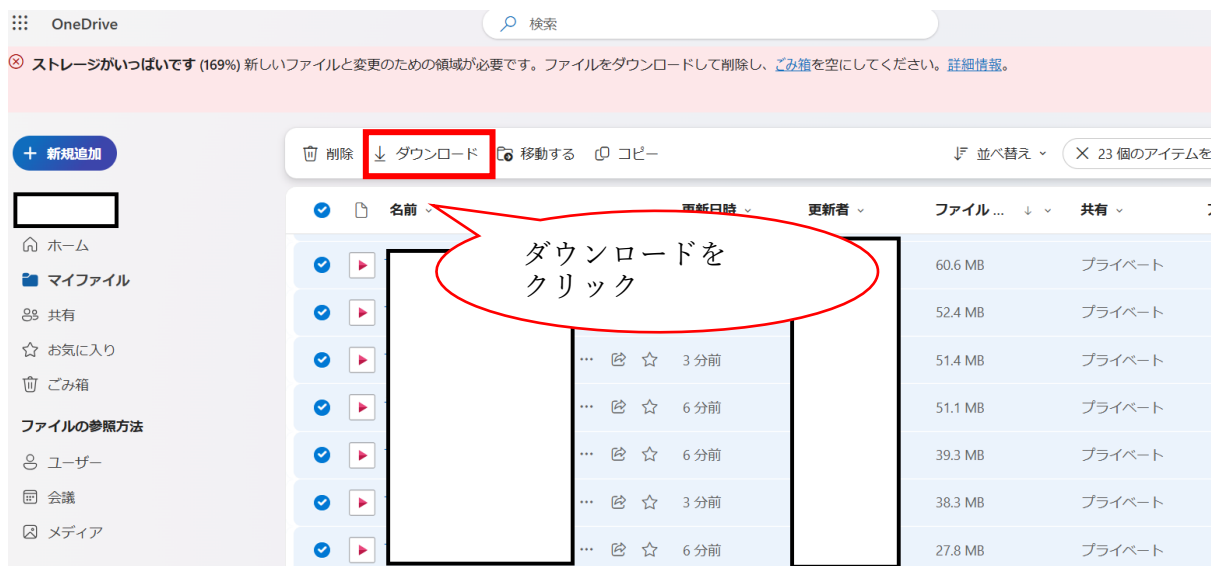 OneDrive
検索
ストレージがいっぱいです (169%) 新しいファイルと変更のための領域が必要です。ファイルをダウンロードして削除し、ごみ箱を空にしてください。詳細情報。
+ 新規追加
削除 ダウンロード 移動する コピー 並べ替え × 23 個のアイテムを
名前 更新者 ファイル ... 共有
ダウンロードを
クリック
ホーム
マイファイル
共有
お気に入り
ごみ箱
ファイルの参照方法
ユーザー
会議
メディア
60.6 MB プライベート
52.4 MB プライベート
... 3 分前 51.4 MB プライベート
... 6 分前 51.1 MB プライベート
... 6 分前 39.3 MB プライベート
... 3 分前 38.3 MB プライベート
... 6 分前 27.8 MB プライベート